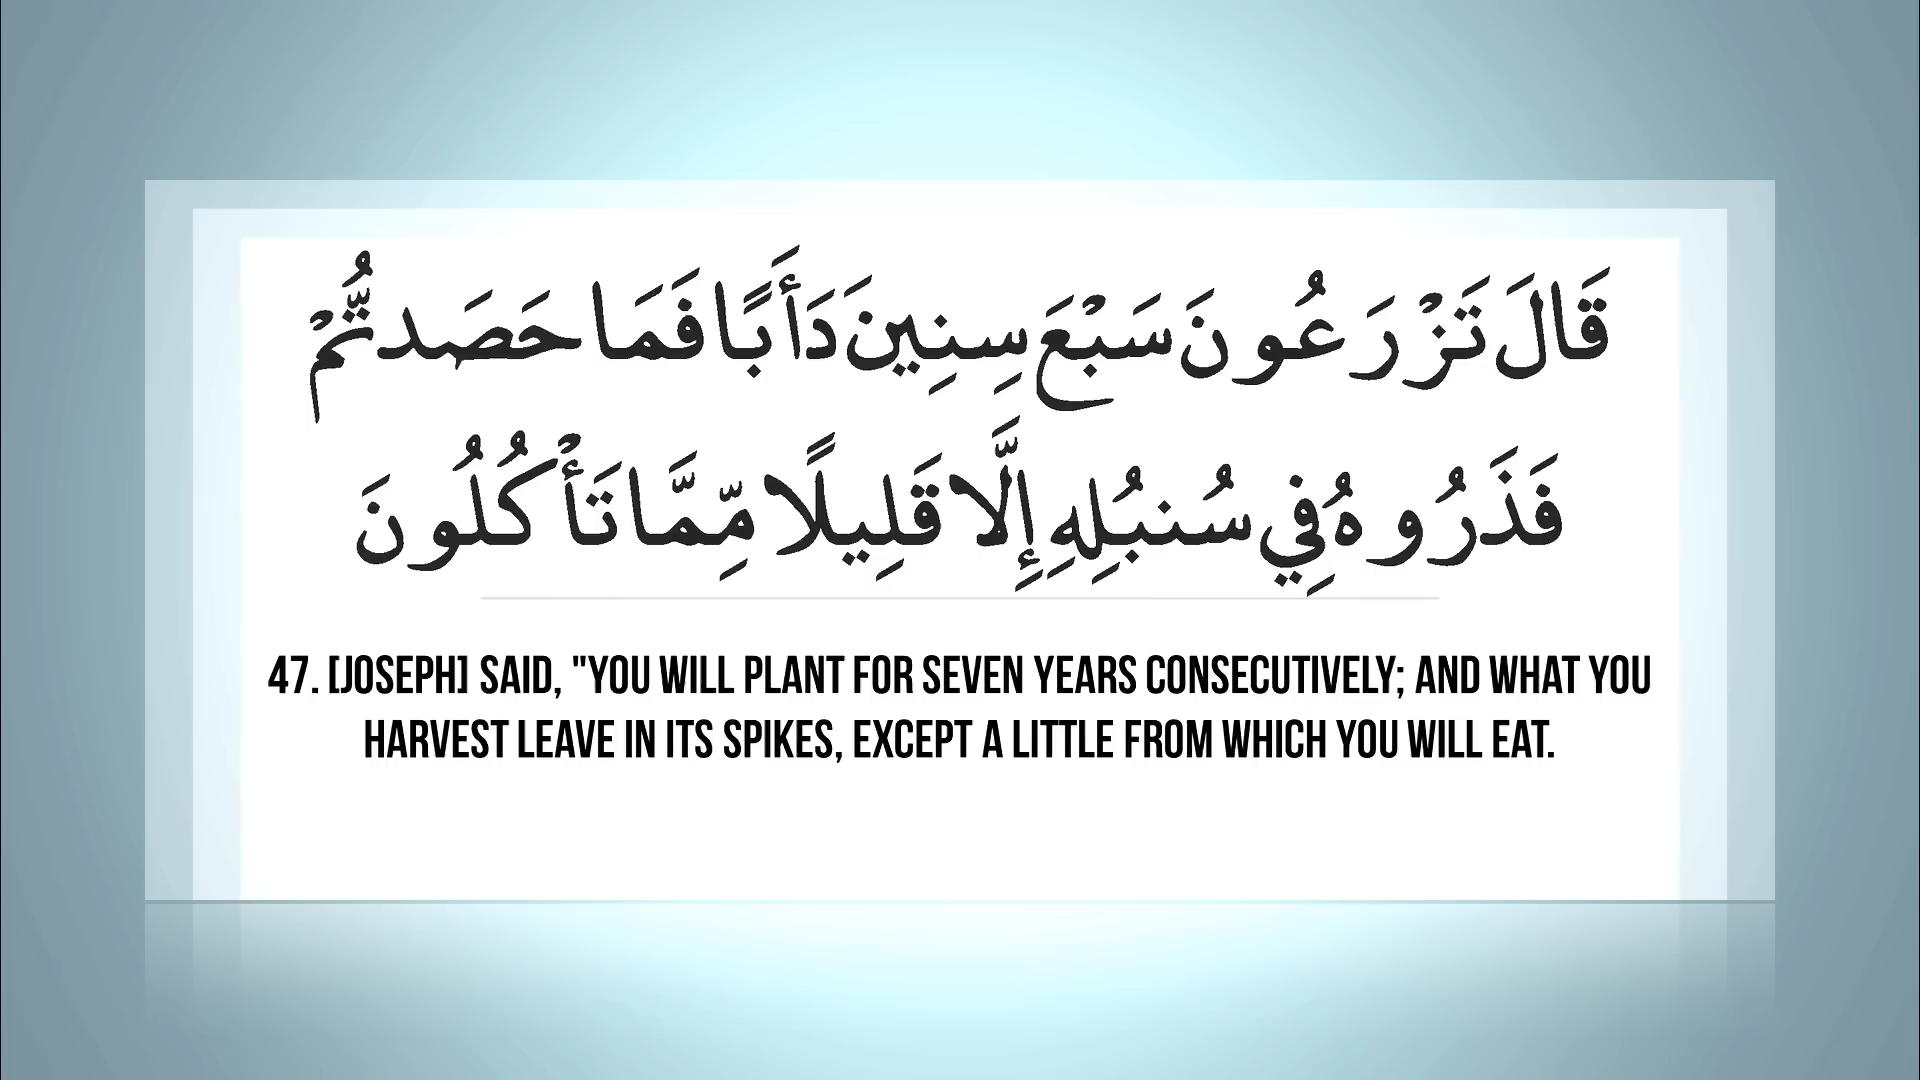 قَالَ تَزْرَعُونَ سَبْعَ سِنِينَ دَأَبًا فَمَا حَصَدتُّمْ
فَذَرُوهُ فِي سُنبُلِهِ إِلَّا قَلِيلًا مِّمَّا تَأْكُلُونَ
47. [JOSEPH] SAID, "YOU WILL PLANT FOR SEVEN YEARS CONSECUTIVELY; AND WHAT YOU
HARVEST LEAVE IN ITS SPIKES, EXCEPT A LITTLE FROM WHICH YOU WILL EAT.